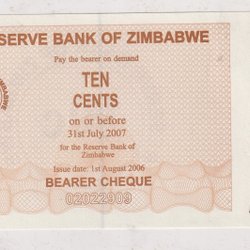 SERVE BANK OF ZIMBABWE
Pay the bearer on demand
TEN
CENTS
on or before
31st July 2007
for the Reserve Bank of
Zimbabwe
Issue date: 1st August 2006
BEARER CHEQUE
02022909